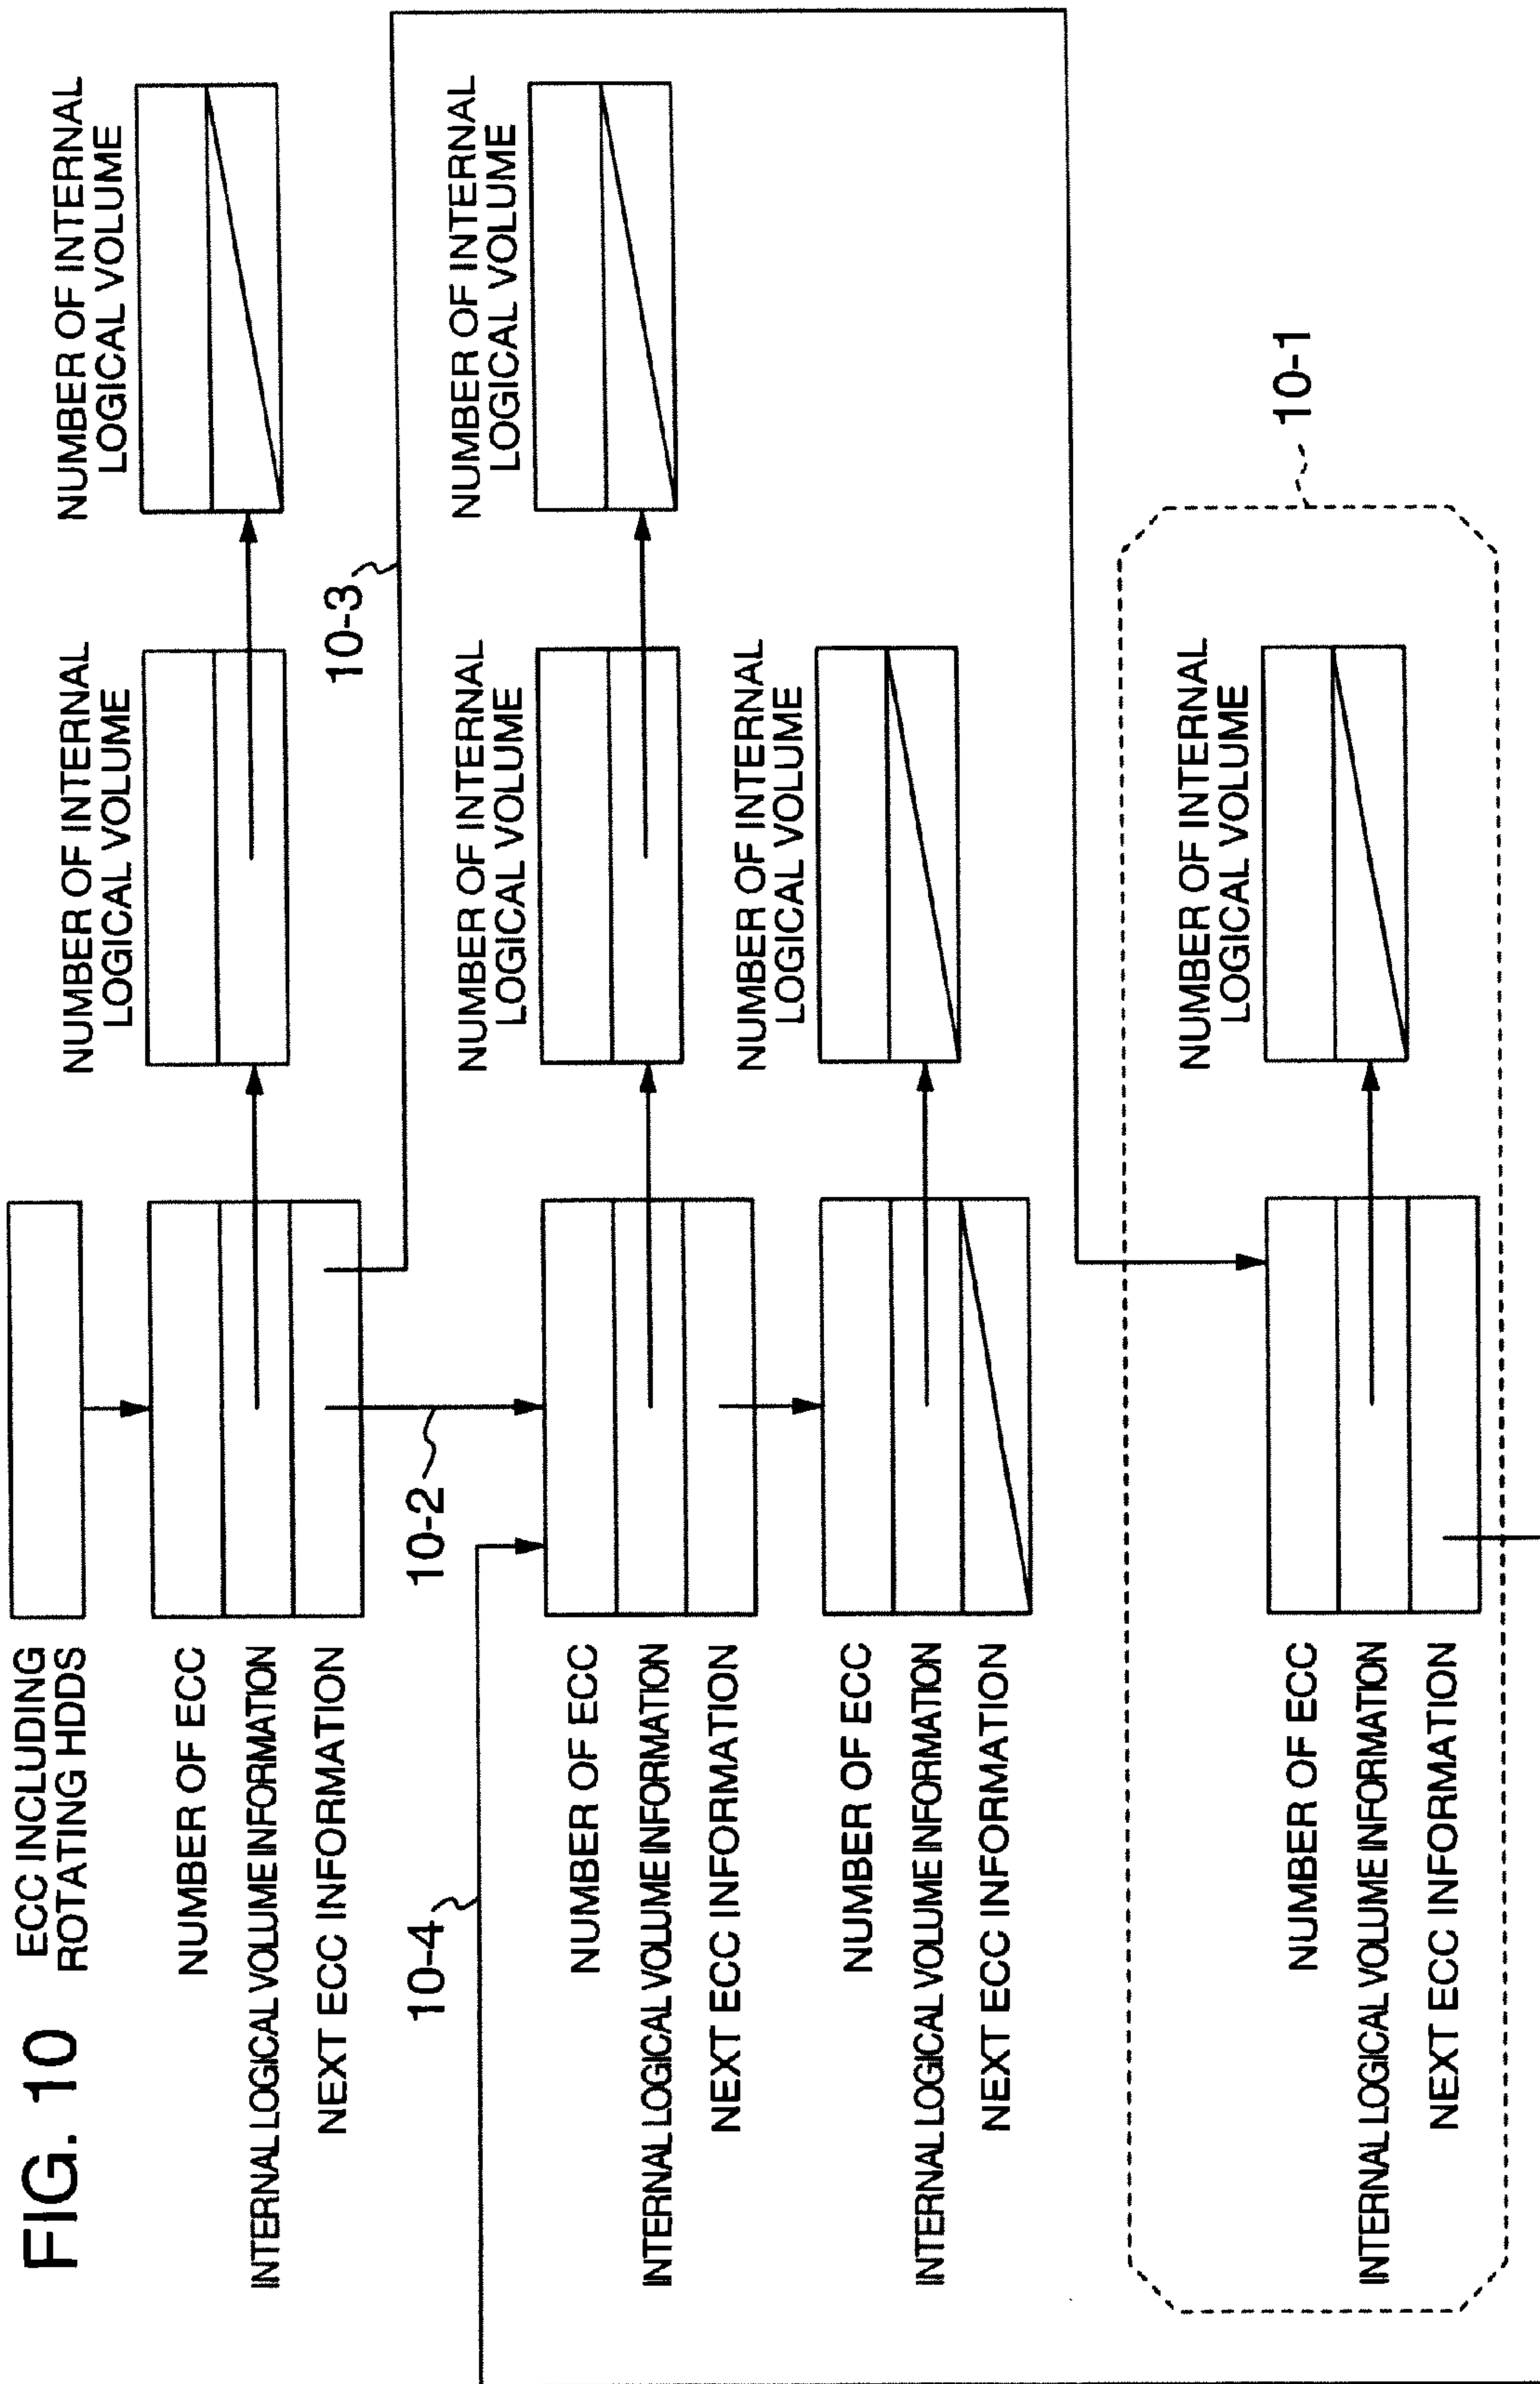 FIG. 10
ECC INCLUDING
ROTATING HDDS
NUMBER OF ECC
INTERNAL LOGICAL VOLUME INFORMATION
NEXT ECC INFORMATION
NUMBER OF INTERNAL
LOGICAL VOLUME
NUMBER OF INTERNAL
LOGICAL VOLUME
10-3
10-4
10-2
NUMBER OF ECC
INTERNAL LOGICAL VOLUME INFORMATION
NEXT ECC INFORMATION
NUMBER OF INTERNAL
LOGICAL VOLUME
NUMBER OF INTERNAL
LOGICAL VOLUME
NUMBER OF ECC
INTERNAL LOGICAL VOLUME INFORMATION
NEXT ECC INFORMATION
NUMBER OF INTERNAL
LOGICAL VOLUME
10-1
NUMBER OF ECC
INTERNAL LOGICAL VOLUME INFORMATION
NEXT ECC INFORMATION
NUMBER OF INTERNAL
LOGICAL VOLUME